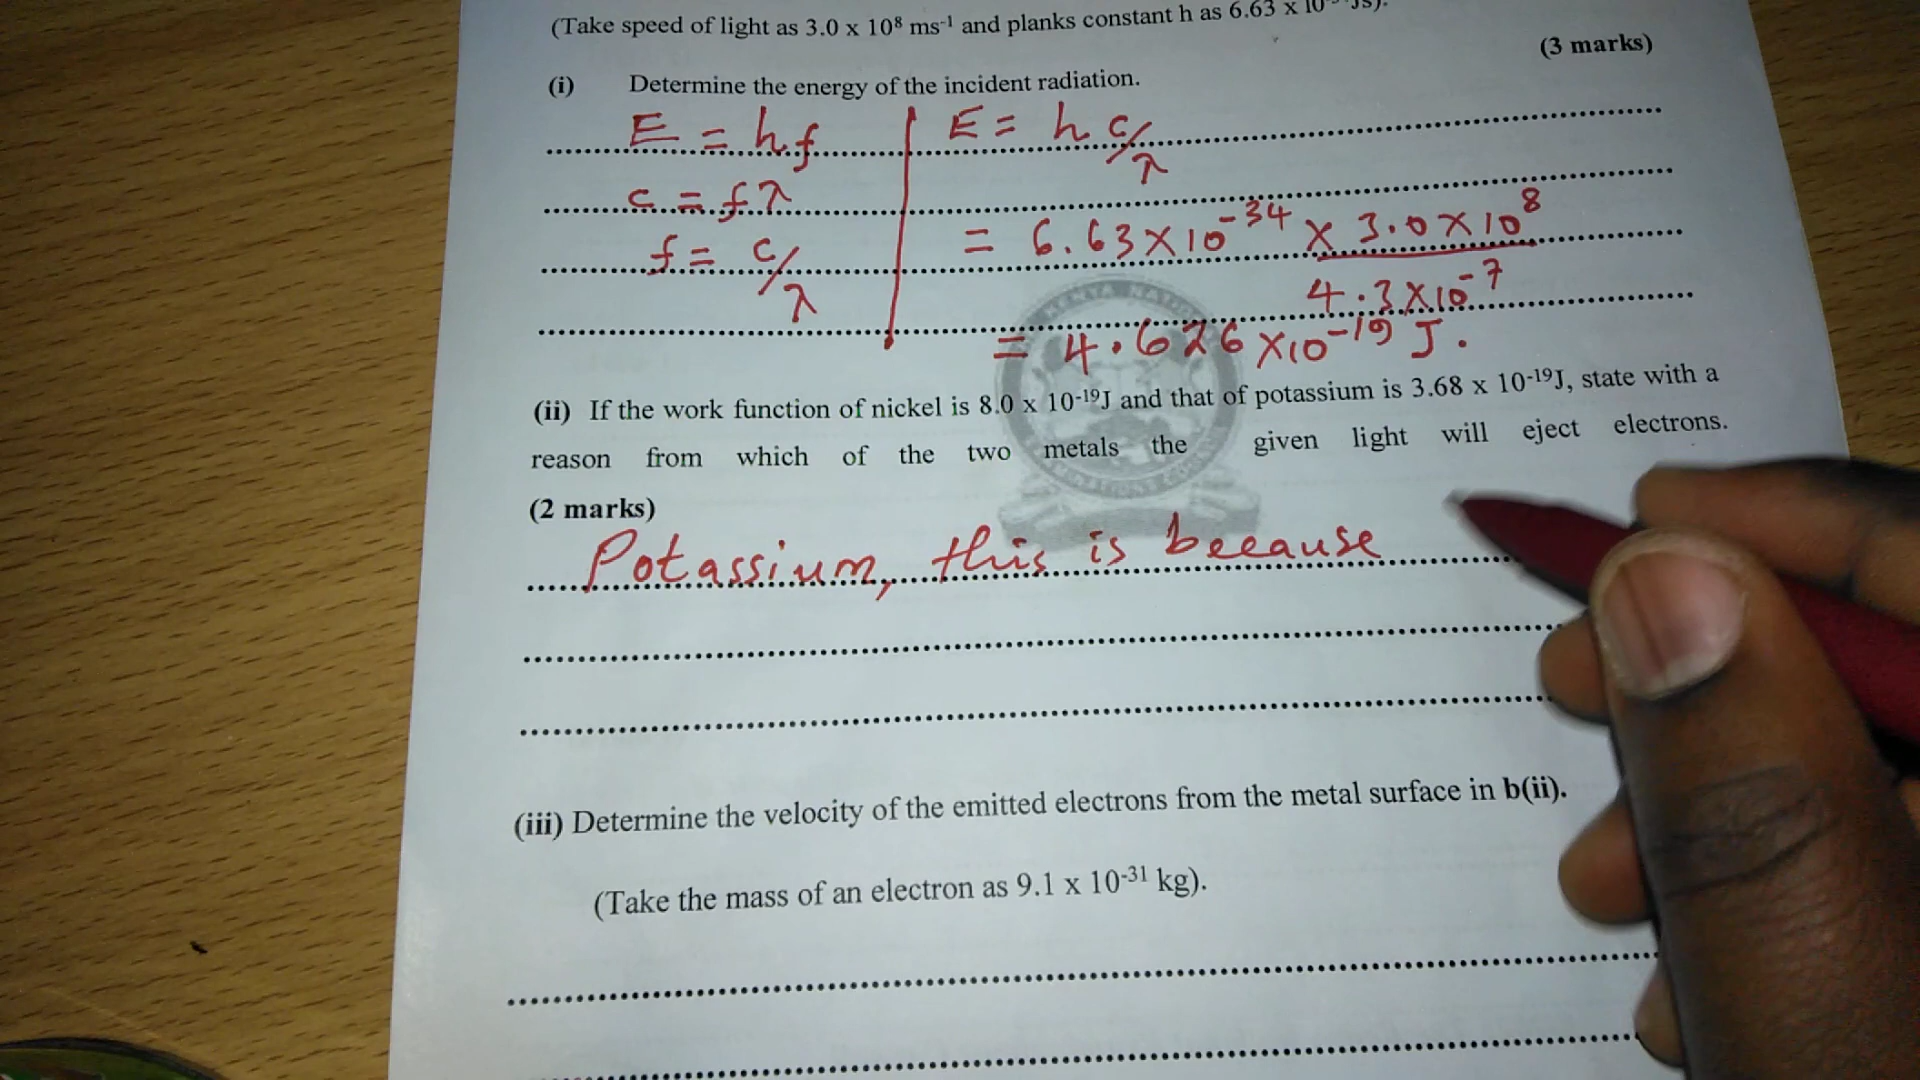 (Take speed of light as 3.0 x 10⁸ ms⁻¹ and planks constant h as 6.63 x 10 Js).
(3 marks)
(i) Determine the energy of the incident radiation.
E = hf
c = fλ
f = c/λ
E = h c/λ
= 6.63 × 10⁻³⁴ × 3.0 × 10⁸
4.3 × 10⁻⁷
= 4.626 × 10⁻¹⁹ J.
(ii) If the work function of nickel is 8.0 x 10⁻¹⁹J and that of potassium is 3.68 x 10⁻¹⁹J, state with a
reason from which of the two metals the given light will eject electrons.
(2 marks)
Potassium, this is because
(iii) Determine the velocity of the emitted electrons from the metal surface in b(ii).
(Take the mass of an electron as 9.1 x 10⁻³¹ kg).